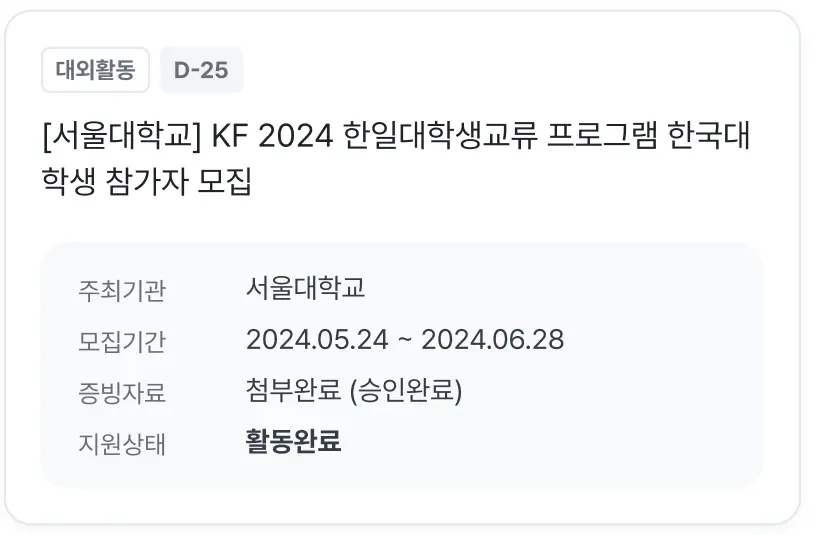 대외활동 D-25
[서울대학교] KF 2024 한일대학생교류 프로그램 한국대
학생 참가자 모집
주최기관 서울대학교
모집기간 2024.05.24 ~ 2024.06.28
증빙자료 첨부완료 (승인완료)
지원상태 활동완료